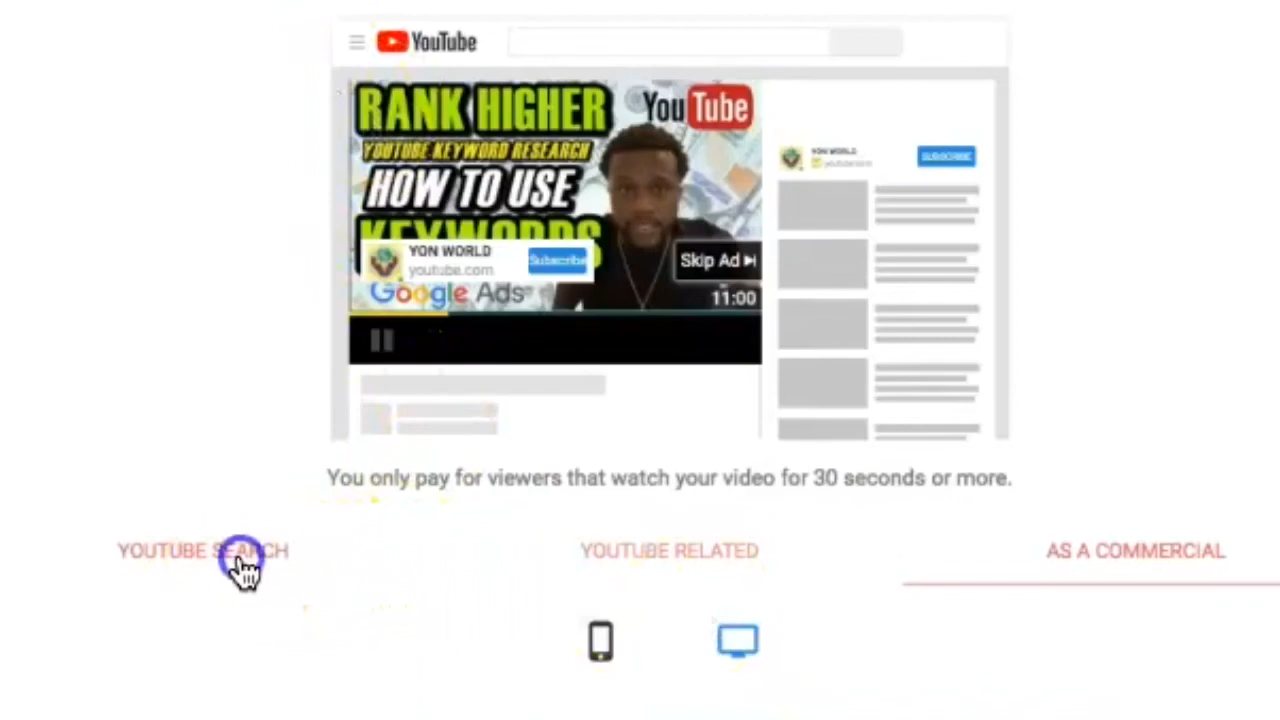 YouTube
RANK HIGHER
YouTube
YOUTUBE KEYWORD RESEARCH
HOW TO USE
KEYWORDS
YON WORLD
youtube.com
Subscribe
Skip Ad
Google Ads
11:00
YON WORLD
SUBSCRIBE
You only pay for viewers that watch your video for 30 seconds or more.
YOUTUBE SEARCH
YOUTUBE RELATED
AS A COMMERCIAL